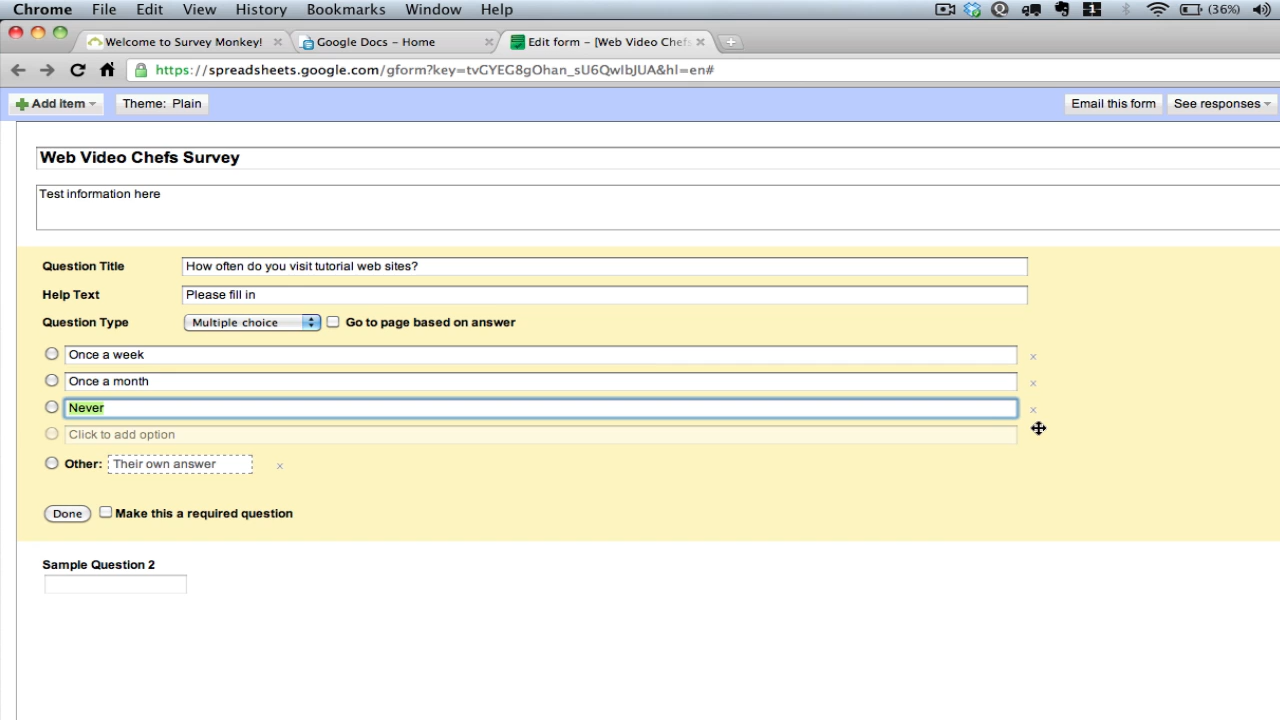 Chrome File Edit View History Bookmarks Window Help 1 (36%)
Welcome to Survey Monkey! Google Docs – Home Edit form – [Web Video Chefs
https://spreadsheets.google.com/gform?key=tvGYEG8gOhan_sU6QwIbJUA&hl=en#
Add item Theme: Plain Email this form See responses
Web Video Chefs Survey
Test information here
Question Title How often do you visit tutorial web sites?
Help Text Please fill in
Question Type Multiple choice Go to page based on answer
Once a week
Once a month
Never
Click to add option
Other: Their own answer
Done Make this a required question
Sample Question 2